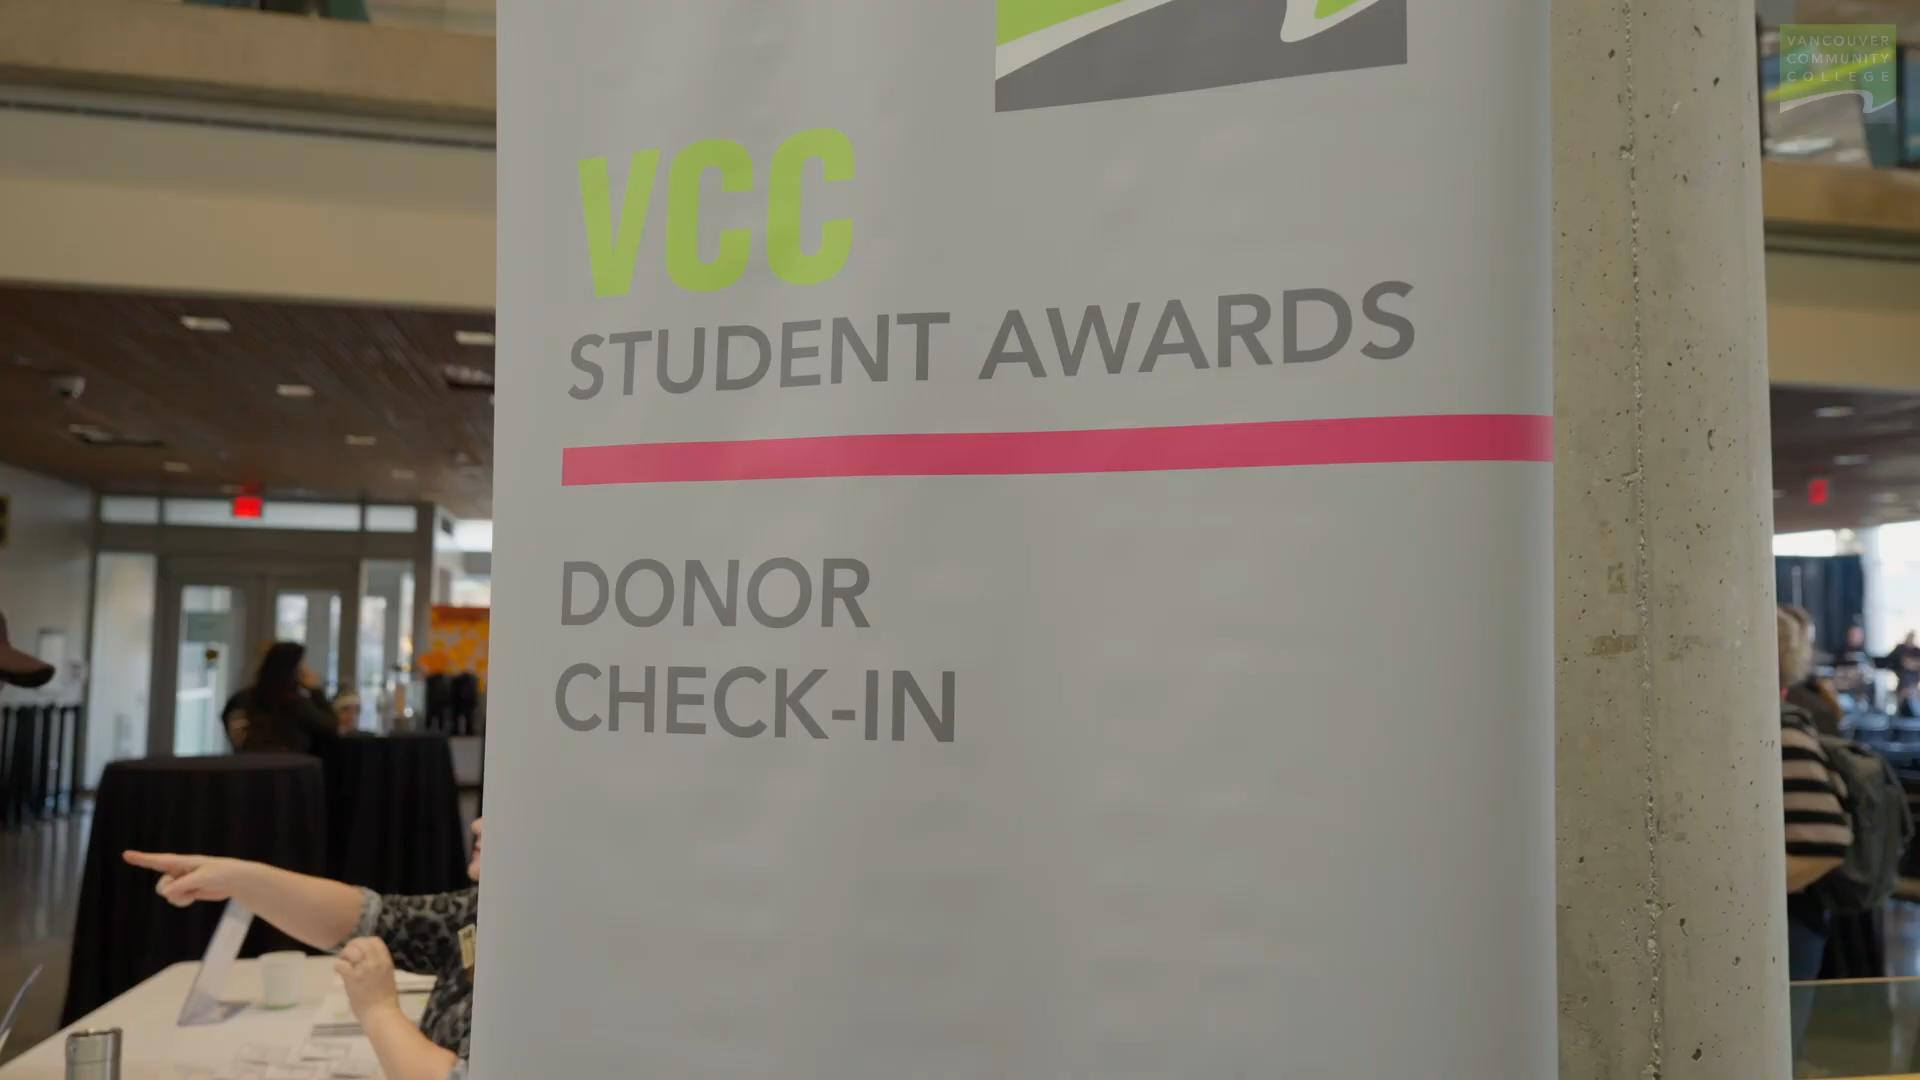 VANCOUVER
COMMUNITY
COLLEGE
VCC
STUDENT AWARDS
DONOR
CHECK-IN